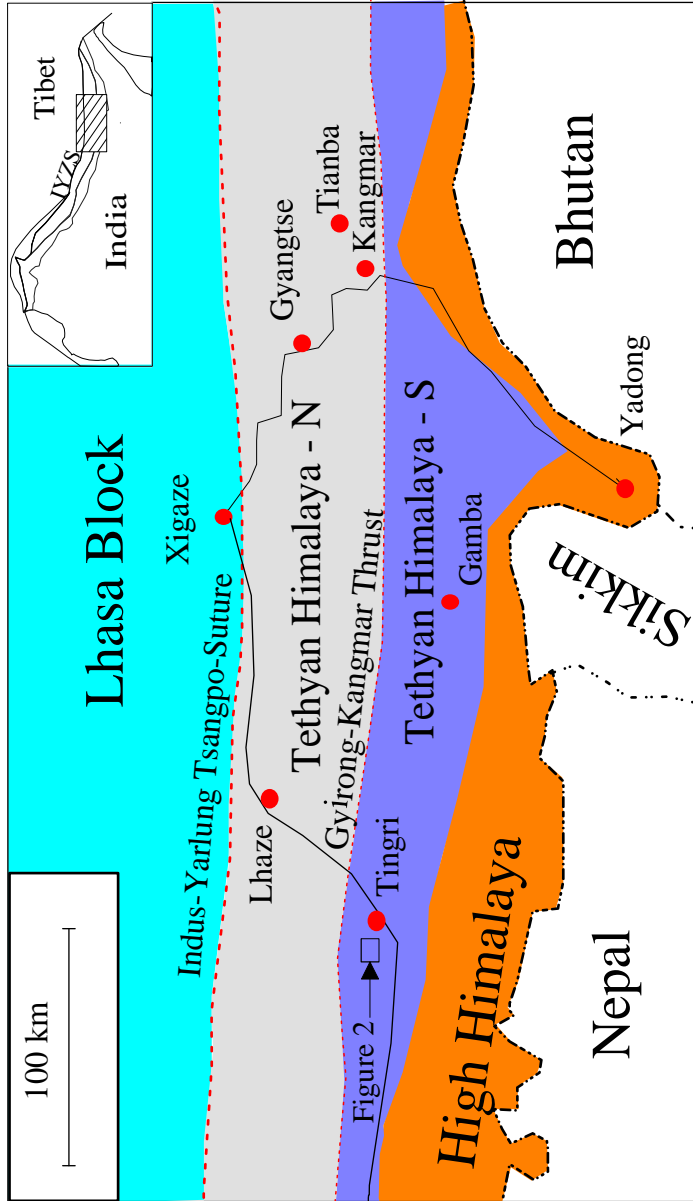 100 km
Lhasa Block
Tibet
IYZS
India
Xigaze
Indus-Yarlung Tsangpo-Suture
Lhaze
Gyangtse
Tianba
Kangmar
Tethyan Himalaya - N
Gyirong-Kangmar Thrust
Tingri
Figure 2
Tethyan Himalaya - S
Gamba
High Himalaya
Yadong
Nepal
Sikkim
Bhutan